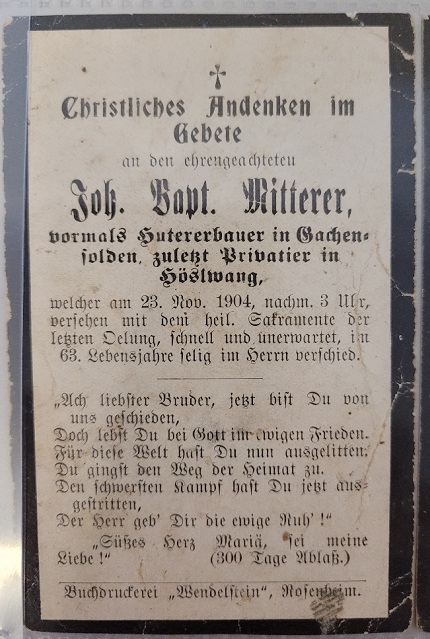 Christliches Andenken im
Gebete
an den ehrengeachteten
Joh. Bapt. Mitterer,
vormals Hutererbauer in Gachen-
solden, zuletzt Privatier in
Höslwang,
welcher am 23. Nov. 1904, nachm. 3 Uhr,
versehen mit dem heil. Sakramente der
letzten Oelung, schnell und unerwartet, im
63. Lebensjahre selig im Herrn verschied.
„Ach liebster Bruder, jetzt bist Du von
uns geschieden,
Doch lebst Du bei Gott im ewigen Frieden.
Für diese Welt hast Du nun ausgelitten.
Du gingst den Weg der Heimat zu.
Den schwersten Kampf hast Du jetzt aus-
gestritten,
Der Herr geb' Dir die ewige Ruh'!“
„Süßes Herz Mariä, sei meine
Liebe!“ (300 Tage Ablaß.)
Buchdruckerei „Wendelstein“, Rosenheim.